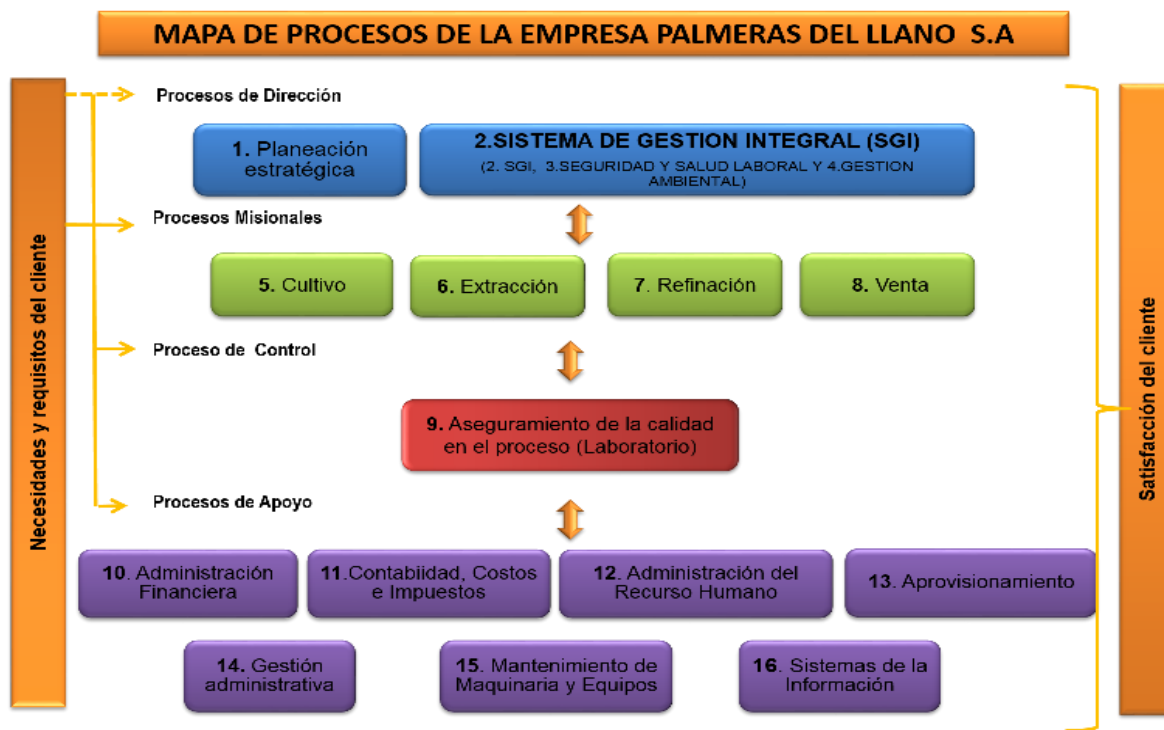 MAPA DE PROCESOS DE LA EMPRESA PALMERAS DEL LLANO S.A
Necesidades y requisitos del cliente
Procesos de Dirección
1. Planeación
estratégica
2.SISTEMA DE GESTION INTEGRAL (SGI)
(2. SGI, 3.SEGURIDAD Y SALUD LABORAL Y 4.GESTION
AMBIENTAL)
Procesos Misionales
5. Cultivo
6. Extracción
7. Refinación
8. Venta
Proceso de Control
9. Aseguramiento de la calidad
en el proceso (Laboratorio)
Procesos de Apoyo
10. Administración
Financiera
11.Contabiidad, Costos
e Impuestos
12. Administración del
Recurso Humano
13. Aprovisionamiento
14. Gestión
administrativa
15. Mantenimiento de
Maquinaria y Equipos
16. Sistemas de la
Información
Satisfacción del cliente